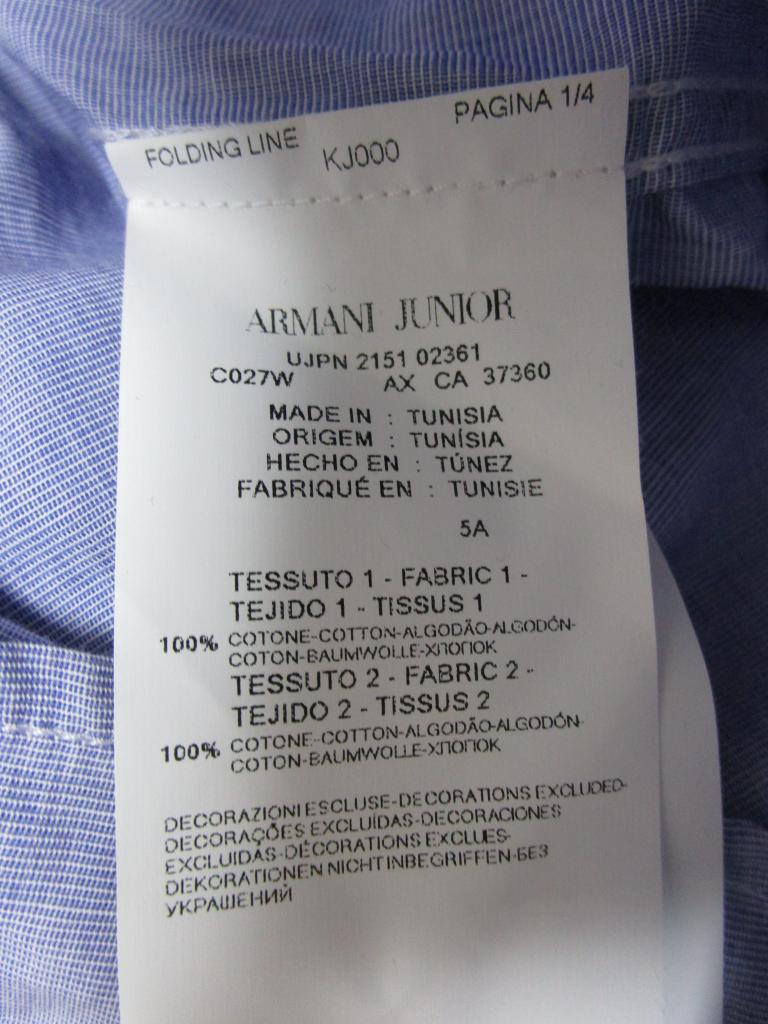 FOLDING LINE KJ000 PAGINA 1/4
ARMANI JUNIOR
UJPN 2151 02361
C027W AX CA 37360
MADE IN : TUNISIA
ORIGEM : TUNÍSIA
HECHO EN : TÚNEZ
FABRIQUÉ EN : TUNISIE
5A
TESSUTO 1 - FABRIC 1 -
TEJIDO 1 - TISSUS 1
100% COTONE-COTTON-ALGODÃO-ALGODÓN-
COTON-BAUMWOLLE-ХЛОПОК
TESSUTO 2 - FABRIC 2 -
TEJIDO 2 - TISSUS 2
100% COTONE-COTTON-ALGODÃO-ALGODÓN-
COTON-BAUMWOLLE-ХЛОПОК
DECORAZIONI ESCLUSE-DECORATIONS EXCLUDED-
DECORAÇÕES EXCLUÍDAS-DECORACIONES
EXCLUIDAS-DÉCORATIONS EXCLUES-
DEKORATIONEN NICHT INBEGRIFFEN-БЕЗ
УКРАШЕНИЙ